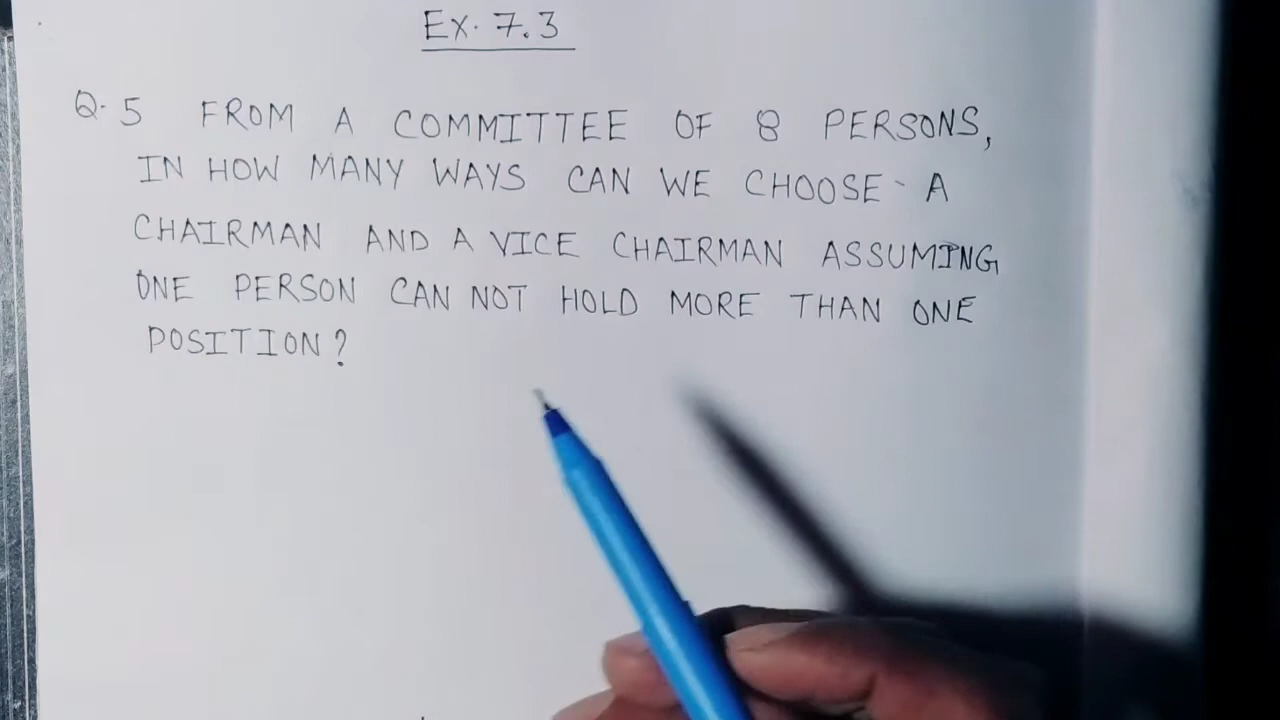 Ex. 7.3
Q. 5 FROM A COMMITTEE OF 8 PERSONS,
IN HOW MANY WAYS CAN WE CHOOSE A
CHAIRMAN AND A VICE CHAIRMAN ASSUMING
ONE PERSON CAN NOT HOLD MORE THAN ONE
POSITION?